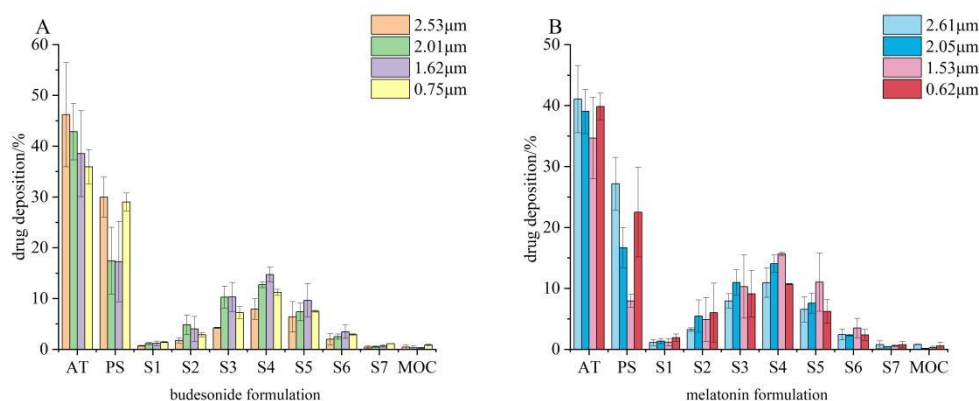 A
2.53μm
2.01μm
1.62μm
0.75μm
60
50
40
30
20
10
0
drug deposition/%
AT PS S1 S2 S3 S4 S5 S6 S7 MOC
budesonide formulation
B
2.61μm
2.05μm
1.53μm
0.62μm
50
40
30
20
10
0
drug deposition/%
AT PS S1 S2 S3 S4 S5 S6 S7 MOC
melatonin formulation